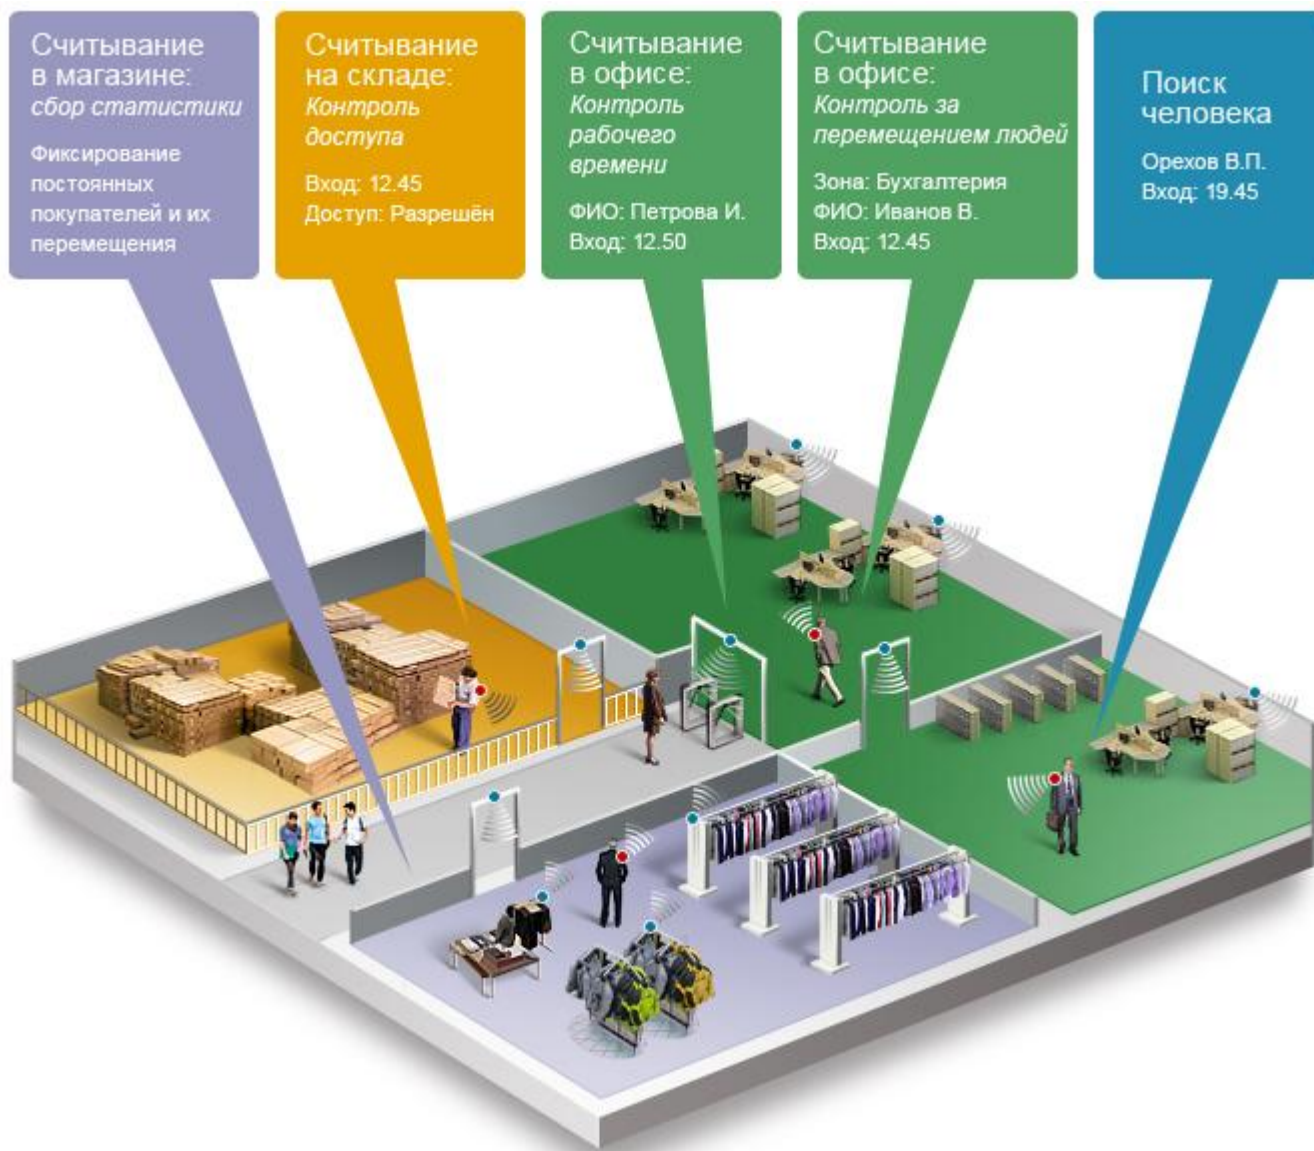 Считывание
в магазине:
сбор статистики
Фиксирование
постоянных
покупателей и их
перемещения
Считывание
на складе:
Контроль
доступа
Вход: 12.45
Доступ: Разрешён
Считывание
в офисе:
Контроль
рабочего
времени
ФИО: Петрова И.
Вход: 12.50
Считывание
в офисе:
Контроль за
перемещением людей
Зона: Бухгалтерия
ФИО: Иванов В.
Вход: 12.45
Поиск
человека
Орехов В.П.
Вход: 19.45